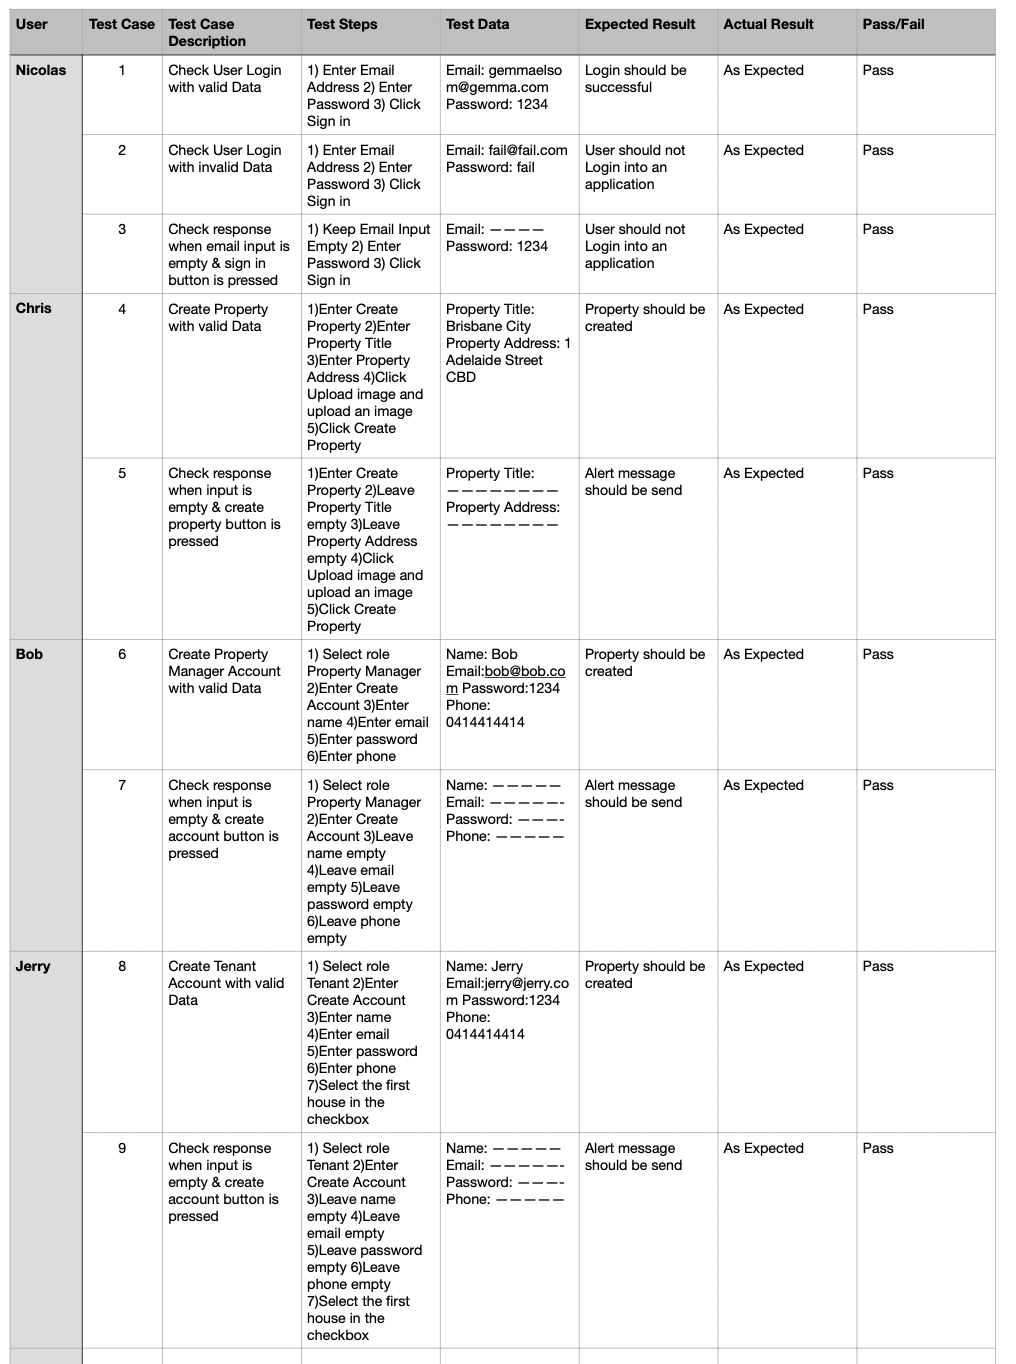 User
Test Case
Test Case
Description
Test Steps
Test Data
Expected Result
Actual Result
Pass/Fail
Nicolas
1
Check User Login
with valid Data
1) Enter Email
Address 2) Enter
Password 3) Click
Sign in
Email: gemmaelso
m@gemma.com
Password: 1234
Login should be
successful
As Expected
Pass
2
Check User Login
with invalid Data
1) Enter Email
Address 2) Enter
Password 3) Click
Sign in
Email: fail@fail.com
Password: fail
User should not
Login into an
application
As Expected
Pass
3
Check response
when email input is
empty & sign in
button is pressed
1) Keep Email Input
Empty 2) Enter
Password 3) Click
Sign in
Email: ————
Password: 1234
User should not
Login into an
application
As Expected
Pass
Chris
4
Create Property
with valid Data
1)Enter Create
Property 2)Enter
Property Title
3)Enter Property
Address 4)Click
Upload image and
upload an image
5)Click Create
Property
Property Title:
Brisbane City
Property Address: 1
Adelaide Street
CBD
Property should be
created
As Expected
Pass
5
Check response
when input is
empty & create
property button is
pressed
1)Enter Create
Property 2)Leave
Property Title
empty 3)Leave
Property Address
empty 4)Click
Upload image and
upload an image
5)Click Create
Property
Property Title:
————————
Property Address:
————————
Alert message
should be send
As Expected
Pass
Bob
6
Create Property
Manager Account
with valid Data
1) Select role
Property Manager
2)Enter Create
Account 3)Enter
name 4)Enter email
5)Enter password
6)Enter phone
Name: Bob
Email:bob@bob.co
m Password:1234
Phone:
0414414414
Property should be
created
As Expected
Pass
7
Check response
when input is
empty & create
account button is
pressed
1) Select role
Property Manager
2)Enter Create
Account 3)Leave
name empty
4)Leave email
empty 5)Leave
password empty
6)Leave phone
empty
Name: —————
Email: —————-
Password: ———-
Phone: —————
Alert message
should be send
As Expected
Pass
Jerry
8
Create Tenant
Account with valid
Data
1) Select role
Tenant 2)Enter
Create Account
3)Enter name
4)Enter email
5)Enter password
6)Enter phone
7)Select the first
house in the
checkbox
Name: Jerry
Email:jerry@jerry.co
m Password:1234
Phone:
0414414414
Property should be
created
As Expected
Pass
9
Check response
when input is
empty & create
account button is
pressed
1) Select role
Tenant 2)Enter
Create Account
3)Leave name
empty 4)Leave
email empty
5)Leave password
empty 6)Leave
phone empty
7)Select the first
house in the
checkbox
Name: —————
Email: —————-
Password: ———-
Phone: —————
Alert message
should be send
As Expected
Pass